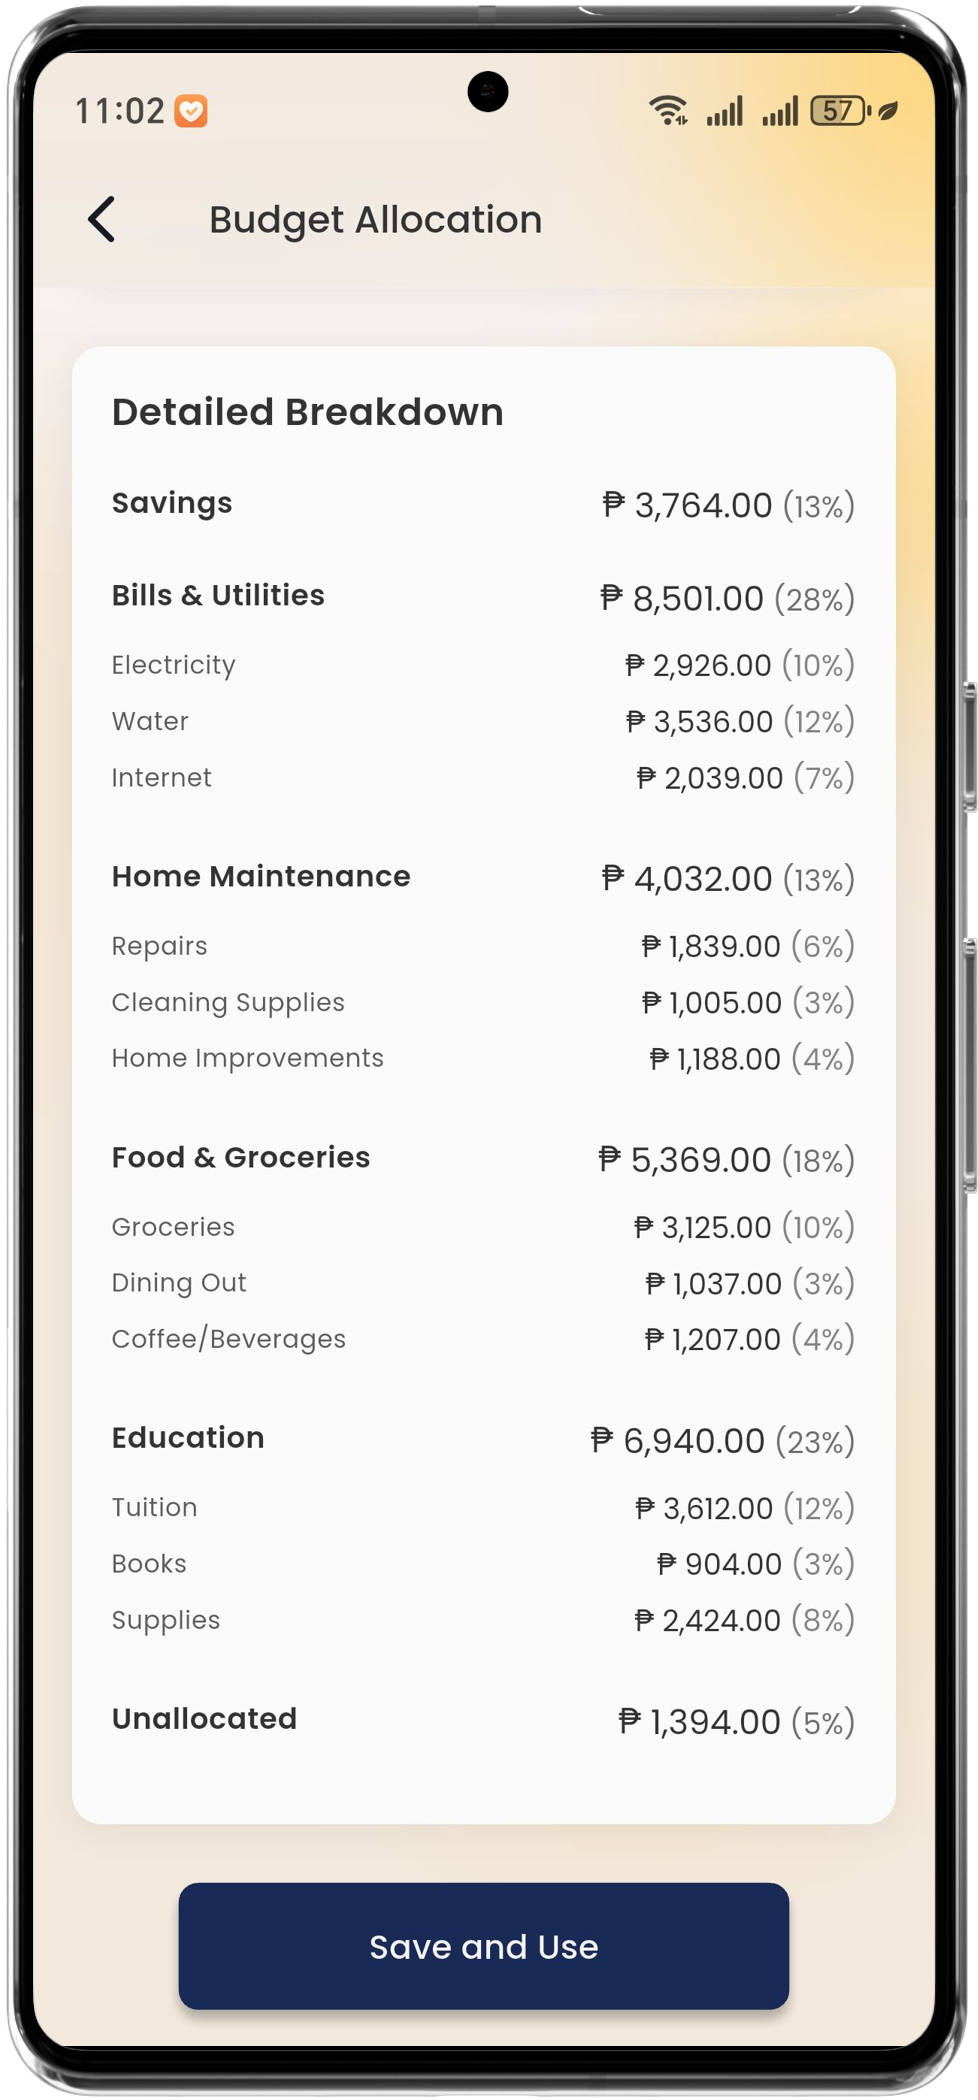 11:02 57
Budget Allocation
Detailed Breakdown
Savings ₱ 3,764.00 (13%)
Bills & Utilities ₱ 8,501.00 (28%)
Electricity ₱ 2,926.00 (10%)
Water ₱ 3,536.00 (12%)
Internet ₱ 2,039.00 (7%)
Home Maintenance ₱ 4,032.00 (13%)
Repairs ₱ 1,839.00 (6%)
Cleaning Supplies ₱ 1,005.00 (3%)
Home Improvements ₱ 1,188.00 (4%)
Food & Groceries ₱ 5,369.00 (18%)
Groceries ₱ 3,125.00 (10%)
Dining Out ₱ 1,037.00 (3%)
Coffee/Beverages ₱ 1,207.00 (4%)
Education ₱ 6,940.00 (23%)
Tuition ₱ 3,612.00 (12%)
Books ₱ 904.00 (3%)
Supplies ₱ 2,424.00 (8%)
Unallocated ₱ 1,394.00 (5%)
Save and Use